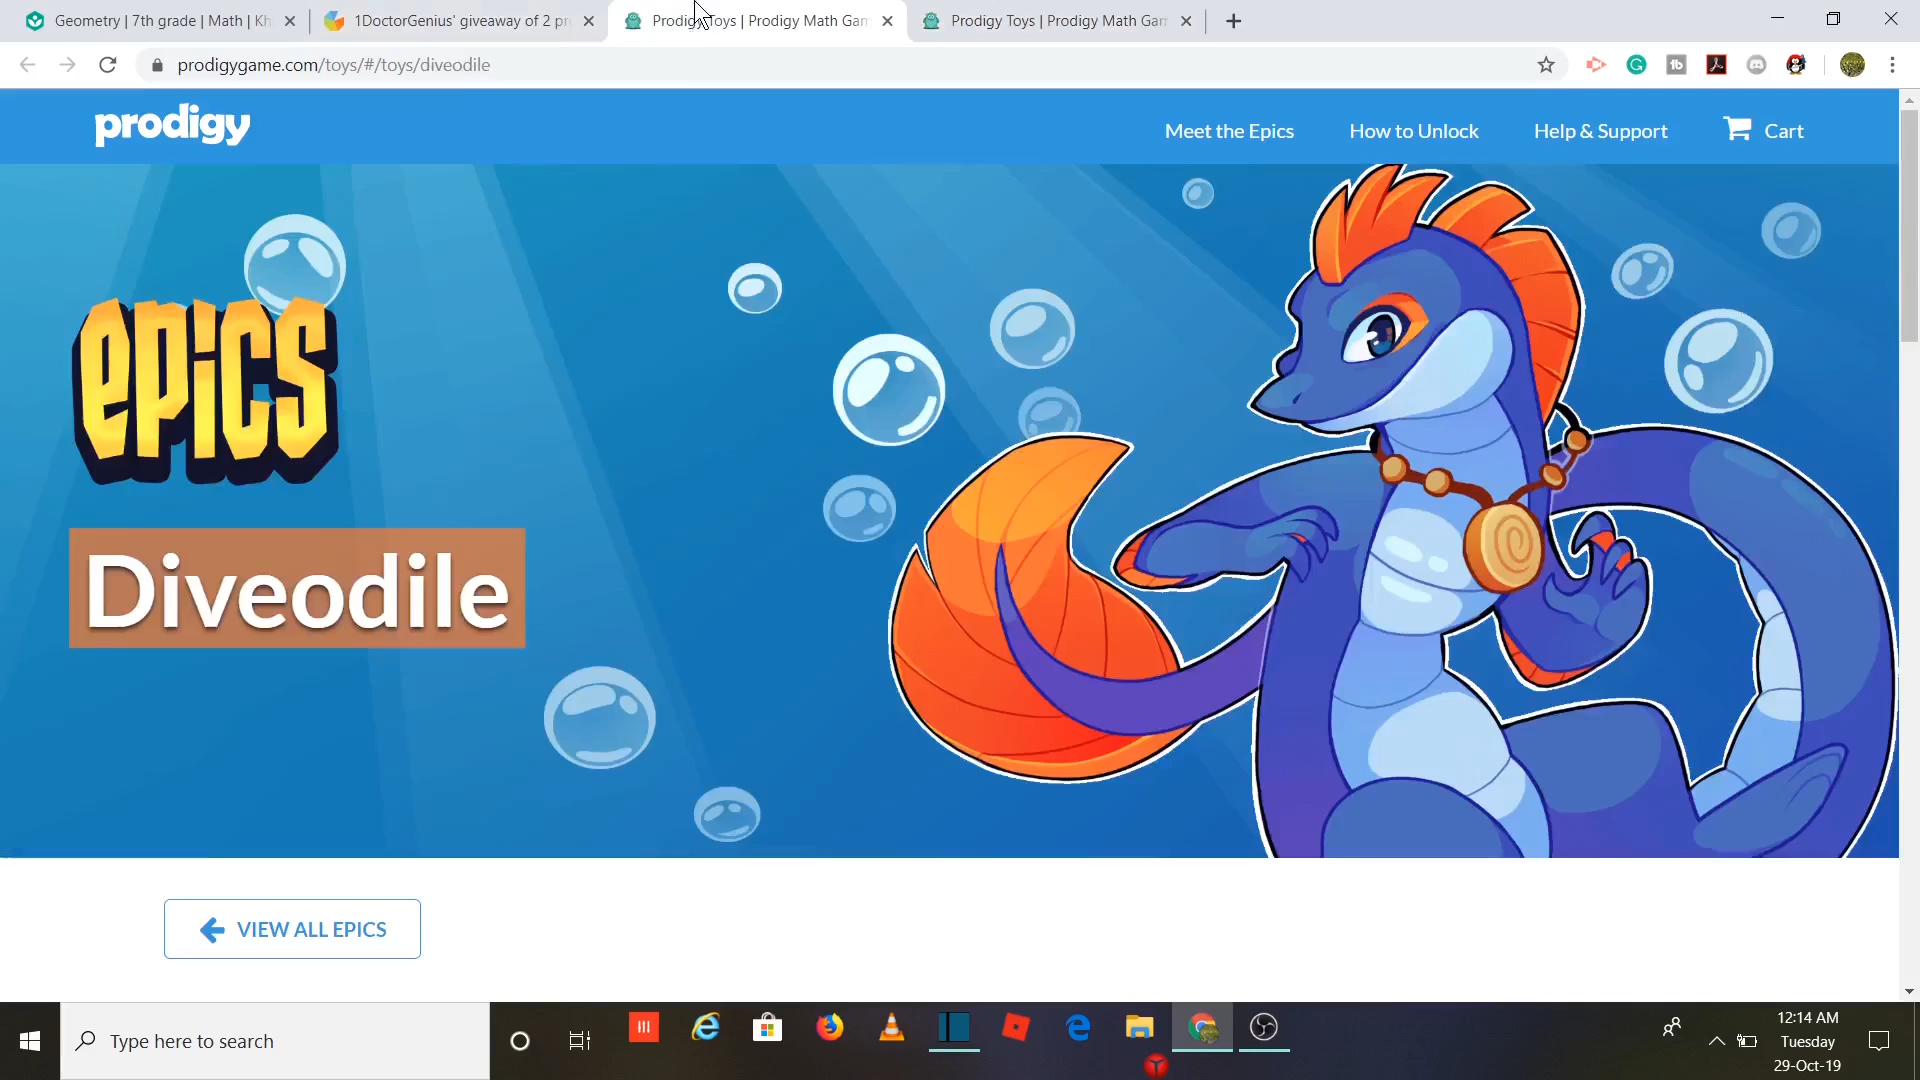 Geometry | 7th grade | Math | Kh
1DoctorGenius' giveaway of 2 pr
Prodigy Toys | Prodigy Math Gam
Prodigy Toys | Prodigy Math Gam
prodigygame.com/toys/#/toys/diveodile
prodigy
Meet the Epics
How to Unlock
Help & Support
Cart
epics
Diveodile
VIEW ALL EPICS
Type here to search
12:14 AM
Tuesday
29-Oct-19